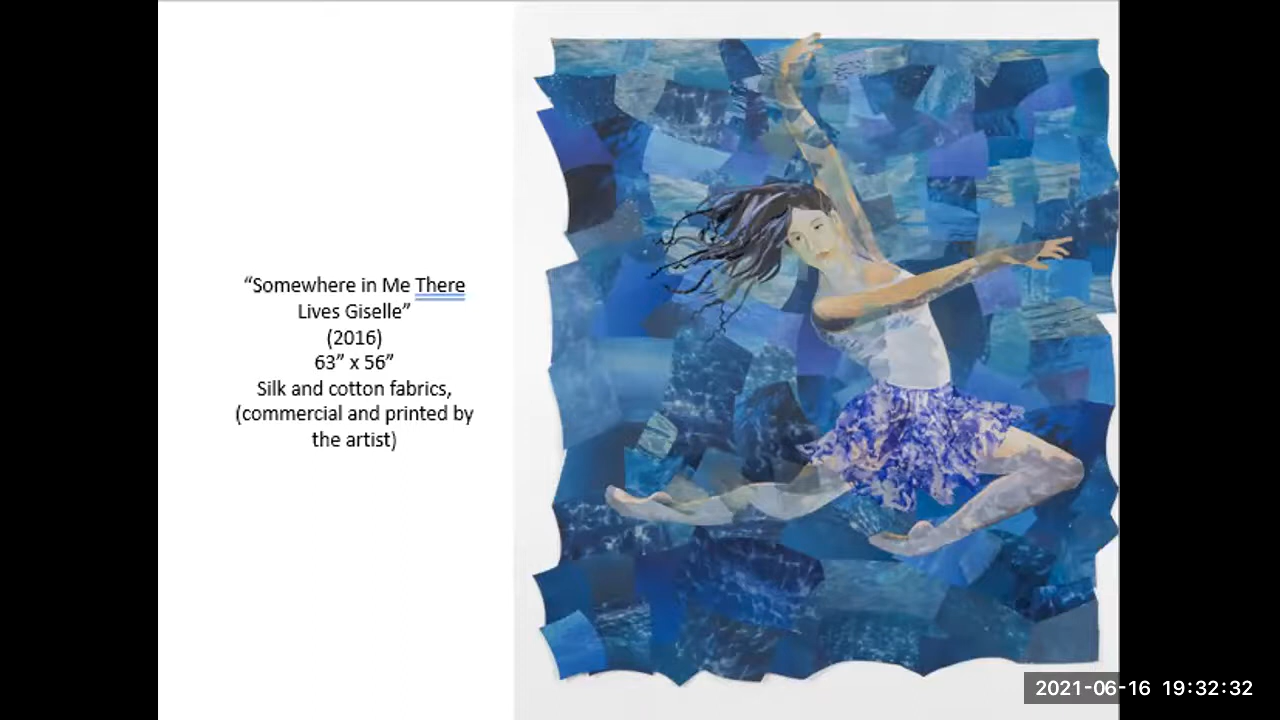 “Somewhere in Me There
Lives Giselle”
(2016)
63” x 56”
Silk and cotton fabrics,
(commercial and printed by
the artist)
2021-06-16 19:32:32